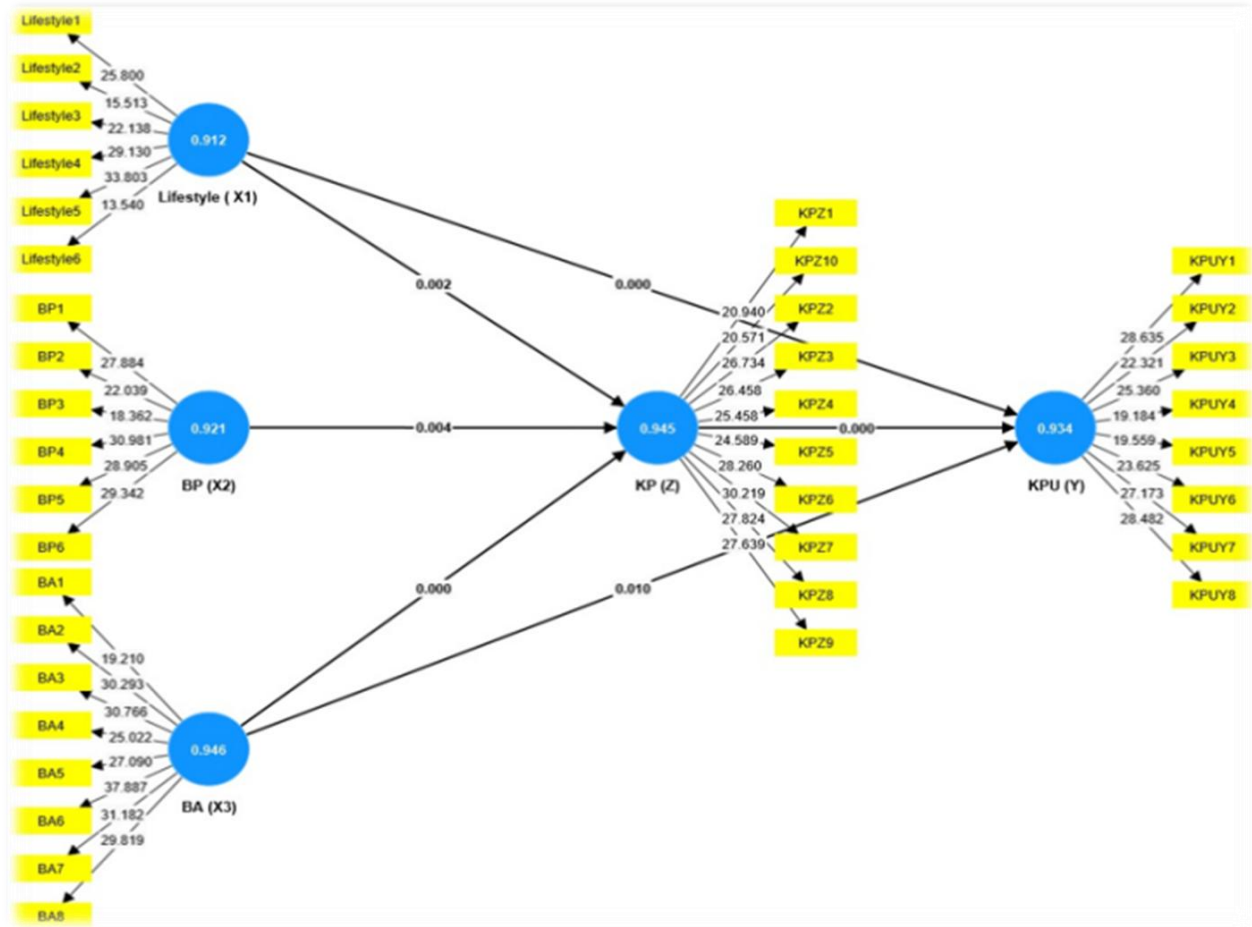 Lifestyle1
Lifestyle2
Lifestyle3
Lifestyle4
Lifestyle5
Lifestyle6
25.800
15.513
22.138
29.130
33.803
13.540
0.912
Lifestyle ( X1)
BP1
BP2
BP3
BP4
BP5
BP6
27.884
22.039
18.362
30.981
28.905
29.342
0.921
BP (X2)
BA1
BA2
BA3
BA4
BA5
BA6
BA7
BA8
19.210
30.293
30.766
25.022
27.090
37.887
31.182
29.819
0.946
BA (X3)
0.002
0.000
0.004
0.000
0.010
0.945
KP (Z)
20.940
20.571
26.734
26.458
25.458
24.589
28.260
30.219
27.824
27.639
KPZ1
KPZ10
KPZ2
KPZ3
KPZ4
KPZ5
KPZ6
KPZ7
KPZ8
KPZ9
0.000
0.934
KPU (Y)
28.635
22.321
25.360
19.184
19.559
23.625
27.173
28.482
KPUY1
KPUY2
KPUY3
KPUY4
KPUY5
KPUY6
KPUY7
KPUY8